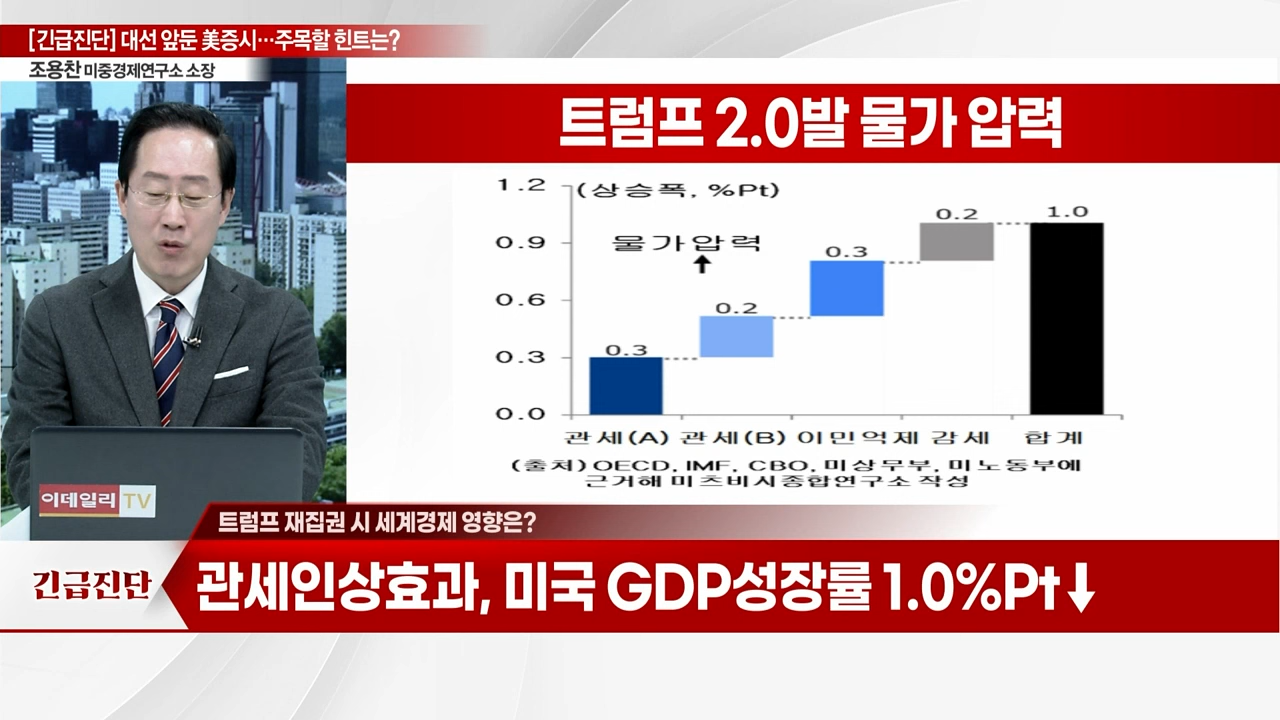 [긴급진단] 대선 앞둔 美증시…주목할 힌트는?
조용찬 미중경제연구소 소장
트럼프 2.0발 물가 압력
(상승폭, %Pt)
1.2
0.9
0.6
0.3
0.0
물가압력
0.3
0.2
0.3
0.2
1.0
관세(A) 관세(B) 이민억제 감세 합계
(출처) OECD, IMF, CBO, 미상무부, 미노동부에
근거해 미츠비시종합연구소 작성
이데일리 TV
트럼프 재집권 시 세계경제 영향은?
긴급진단
관세인상효과, 미국 GDP성장률 1.0%Pt↓